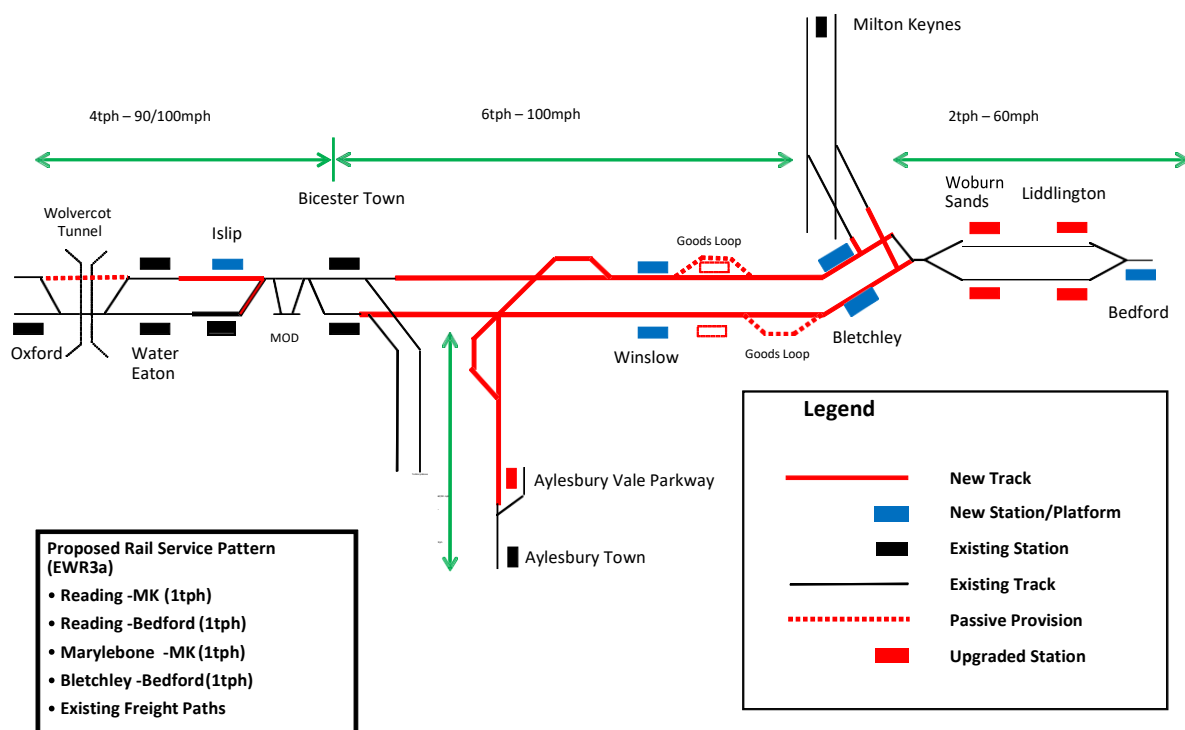 Milton Keynes
4tph – 90/100mph
6tph – 100mph
2tph – 60mph
Bicester Town
Woburn
Sands
Liddlington
Wolvercot
Tunnel
Islip
Goods Loop
Oxford
Water
Eaton
MOD
Winslow
Goods Loop
Bletchley
Bedford
Aylesbury Vale Parkway
Aylesbury Town
Legend
New Track
New Station/Platform
Existing Station
Existing Track
Passive Provision
Upgraded Station
Proposed Rail Service Pattern
(EWR3a)
• Reading -MK (1tph)
• Reading -Bedford (1tph)
• Marylebone -MK (1tph)
• Bletchley -Bedford (1tph)
• Existing Freight Paths